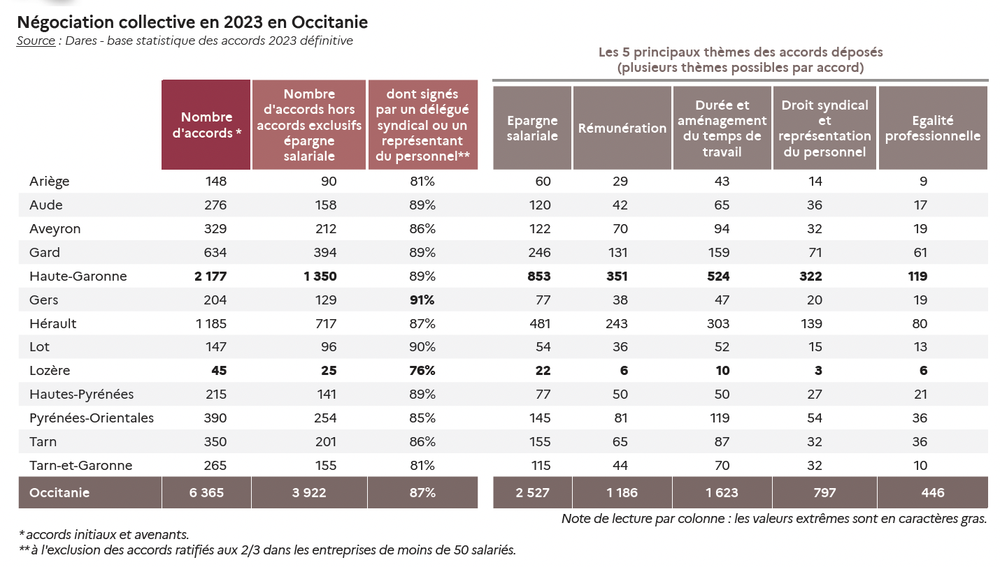 Négociation collective en 2023 en Occitanie
Source : Dares - base statistique des accords 2023 définitive
Les 5 principaux thèmes des accords déposés
(plusieurs thèmes possibles par accord)
Nombre
d'accords *
Nombre
d'accords hors
accords exclusifs
épargne
salariale
dont signés
par un délégué
syndical ou un
représentant
du personnel**
Epargne
salariale
Rémunération
Durée et
aménagement
du temps de
travail
Droit syndical
et
représentation
du personnel
Egalité
professionnelle
Ariège 148 90 81% 60 29 43 14 9
Aude 276 158 89% 120 42 65 36 17
Aveyron 329 212 86% 122 70 94 32 19
Gard 634 394 89% 246 131 159 71 61
Haute-Garonne 2 177 1 350 89% 853 351 524 322 119
Gers 204 129 91% 77 38 47 20 19
Hérault 1 185 717 87% 481 243 303 139 80
Lot 147 96 90% 54 36 52 15 13
Lozère 45 25 76% 22 6 10 3 6
Hautes-Pyrénées 215 141 89% 77 50 50 27 21
Pyrénées-Orientales 390 254 85% 145 81 119 54 36
Tarn 350 201 86% 155 65 87 32 36
Tarn-et-Garonne 265 155 81% 115 44 70 32 10
Occitanie 6 365 3 922 87% 2 527 1 186 1 623 797 446
Note de lecture par colonne : les valeurs extrêmes sont en caractères gras.
* accords initiaux et avenants.
** à l'exclusion des accords ratifiés aux 2/3 dans les entreprises de moins de 50 salariés.